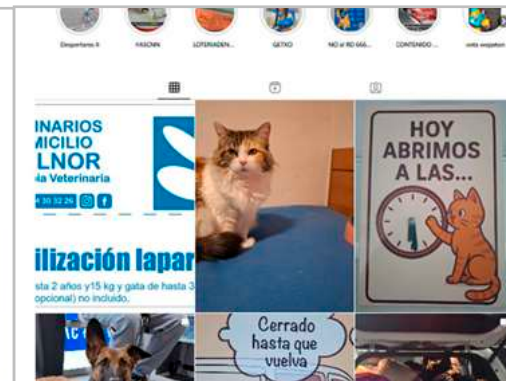 Despertares II
HASCNN
LOTERIADEN...
GETXO
NO al RD 666...
CONTENIDO ...
INARIOS
MICILIO
LNOR
ía Veterinaria
4 30 32 26
ilización lapar
sta 2 años y15 kg y gata de hasta 3
opcional) no incluido.
HOY
ABRIMOS
A LAS...
Cerrado
hasta que
vuelva